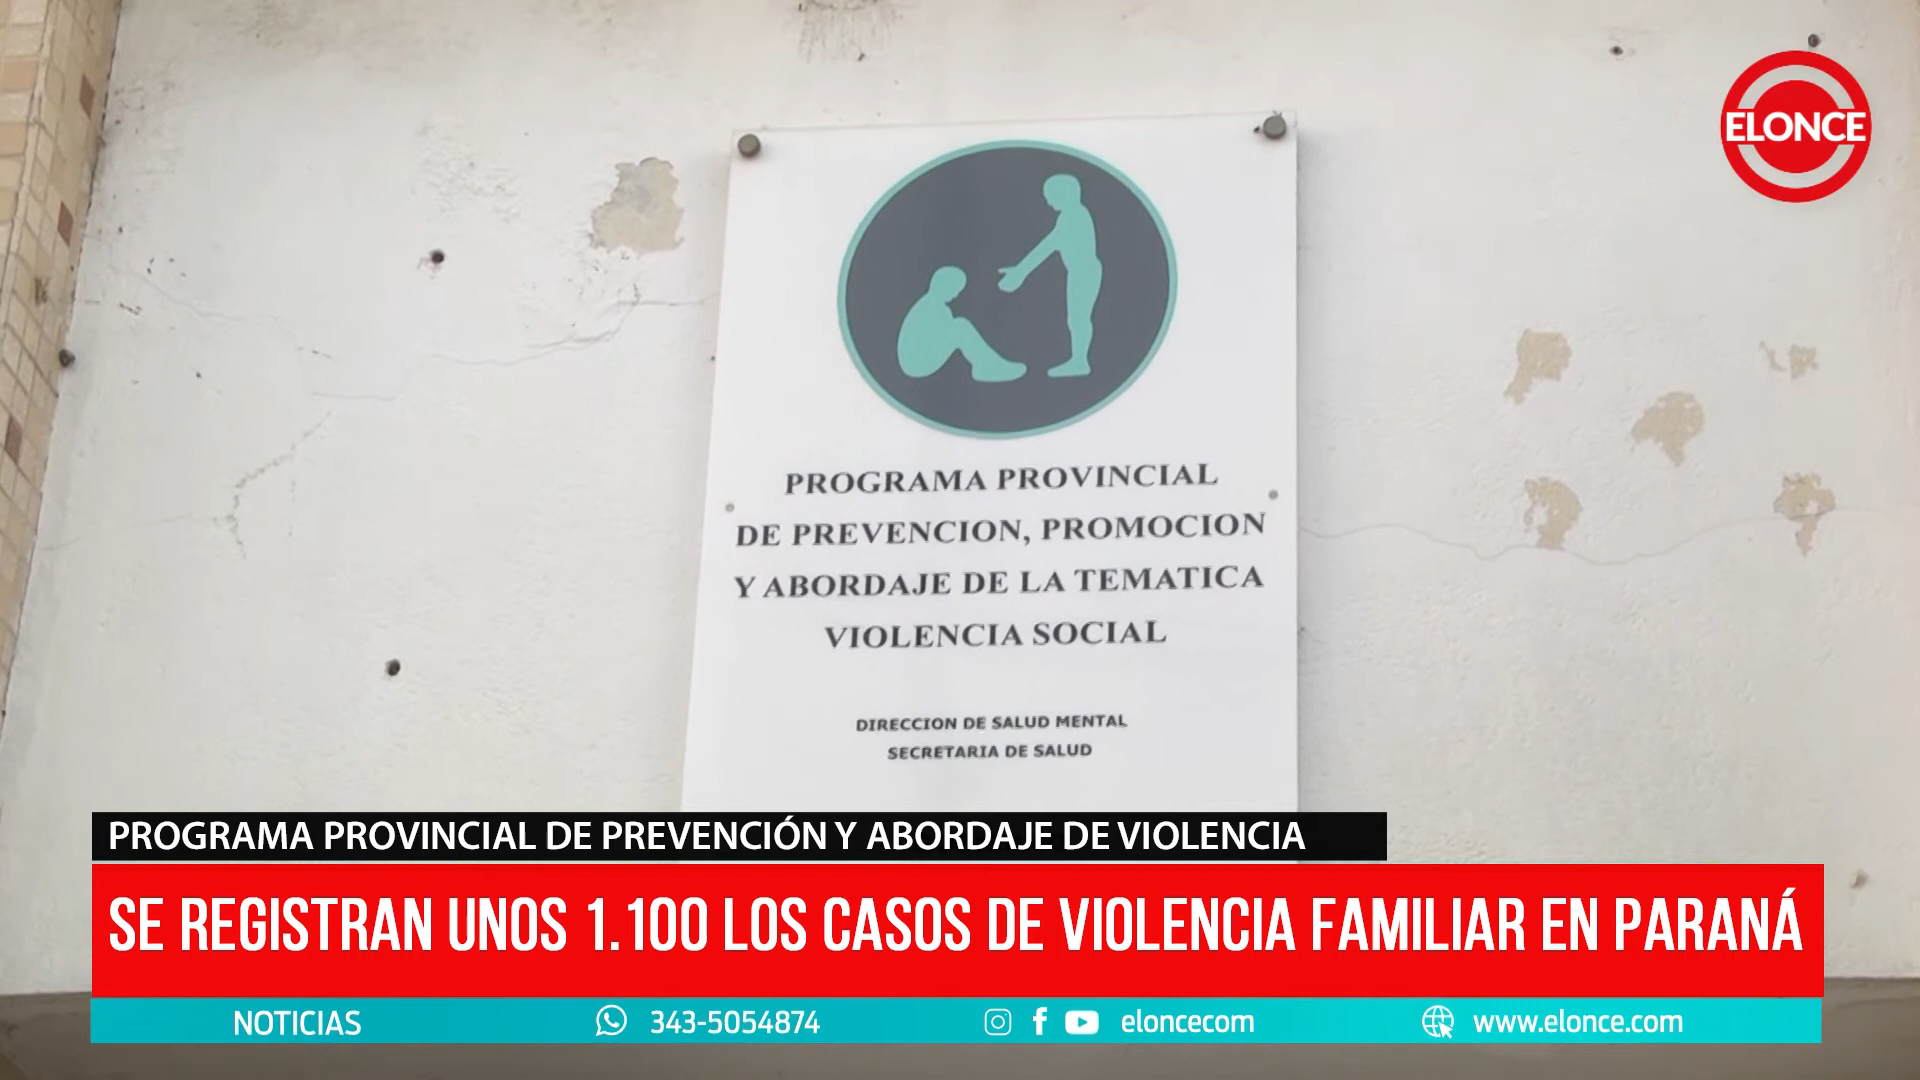 ELONCE
PROGRAMA PROVINCIAL
DE PREVENCION, PROMOCION
Y ABORDAJE DE LA TEMATICA
VIOLENCIA SOCIAL
DIRECCION DE SALUD MENTAL
SECRETARIA DE SALUD
PROGRAMA PROVINCIAL DE PREVENCIÓN Y ABORDAJE DE VIOLENCIA
SE REGISTRAN UNOS 1.100 LOS CASOS DE VIOLENCIA FAMILIAR EN PARANÁ
NOTICIAS 343-5054874 eloncecom www.elonce.com